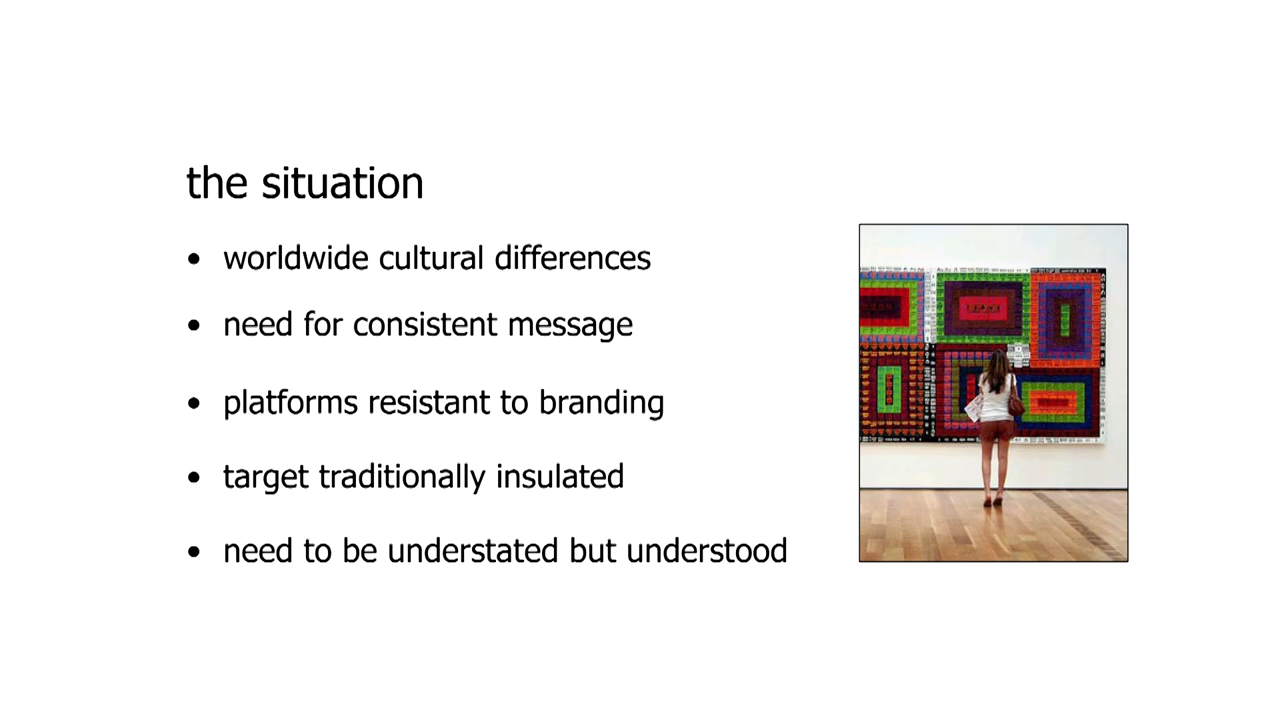 the situation
• worldwide cultural differences
• need for consistent message
• platforms resistant to branding
• target traditionally insulated
• need to be understated but understood